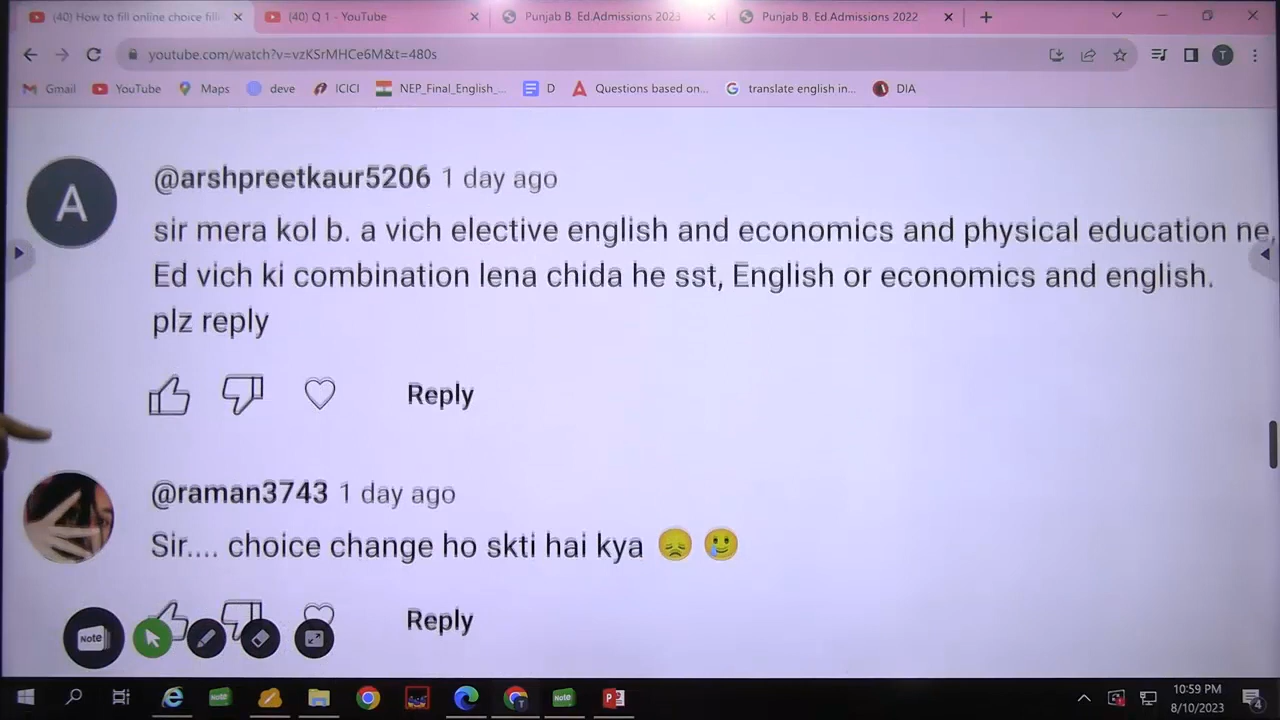 (40) How to fill online choice filli
(40) Q 1 - YouTube
Punjab B. Ed.Admissions 2023
Punjab B. Ed.Admissions 2022
youtube.com/watch?v=vzKSrMHCe6M&t=480s
T
Gmail
YouTube
Maps
deve
ICICI
NEP_Final_English_...
D
Questions based on...
translate english in...
DIA
A
@arshpreetkaur5206 1 day ago
sir mera kol b. a vich elective english and economics and physical education ne,
Ed vich ki combination lena chida he sst, English or economics and english.
plz reply
Reply
@raman3743 1 day ago
Sir.... choice change ho skti hai kya 😞 🥲
Reply
Note
Note
T
Note
10:59 PM
8/10/2023
4